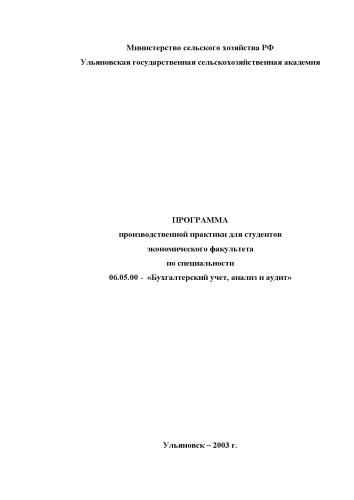 Министерство сельского хозяйства РФ
Ульяновская государственная сельскохозяйственная академия
ПРОГРАММА
производственной практики для студентов
экономического факультета
по специальности
06.05.00 - «Бухгалтерский учет, анализ и аудит»
Ульяновск – 2003 г.